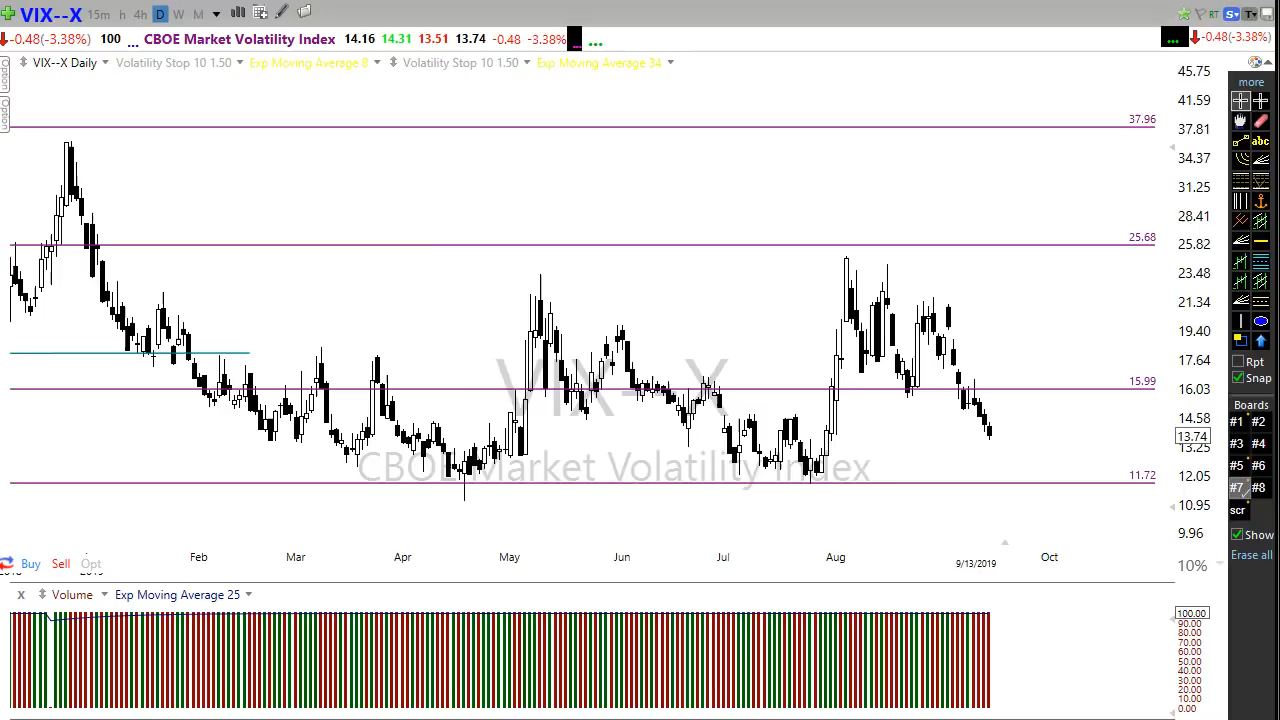 VIX--X 15m h 4h D W M RT S T
-0.48(-3.38%) 100 ... CBOE Market Volatility Index 14.16 14.31 13.51 13.74 -0.48 -3.38% ... ... -0.48(-3.38%)
Option
Option
VIX--X Daily Volatility Stop 10 1.50 Exp Moving Average 8 Volatility Stop 10 1.50 Exp Moving Average 34
45.75
41.59
37.96
37.81
34.37
31.25
28.41
25.68
25.82
23.48
21.34
19.40
17.64
15.99
16.03
14.58
13.74
13.25
11.72
12.05
10.95
9.96
VIX--X
CBOE Market Volatility Index
Feb Mar Apr May Jun Jul Aug 9/13/2019 Oct
Buy Sell Opt
2018 2019
10%
X Volume Exp Moving Average 25
100.00
90.00
80.00
70.00
60.00
50.00
40.00
30.00
20.00
10.00
0.00
more
abc
Rpt
Snap
Boards
#1 #2
#3 #4
#5 #6
#7 #8
scr
Show
Erase all